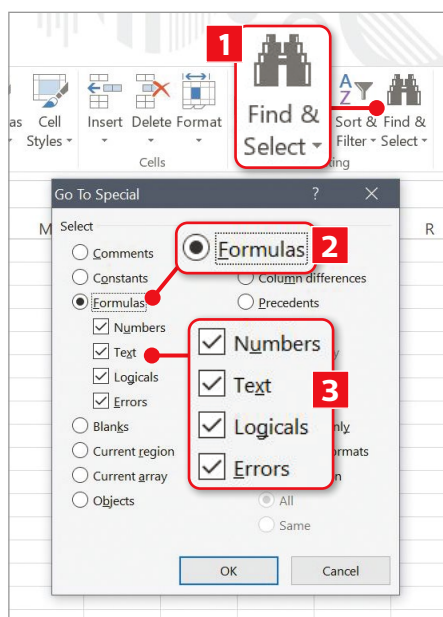 1
Find &
Select
as Cell Styles
Insert Delete Format
Sort & Filter
Find & Select
Cells
ting
M
R
Go To Special ? ×
Select
Comments
Constants
Formulas
Numbers
Text
Logicals
Errors
Blanks
Current region
Current array
Objects
Formulas
2
Column differences
Precedents
Numbers
Text
Logicals
Errors
3
y
nly
ormats
n
All
Same
OK
Cancel